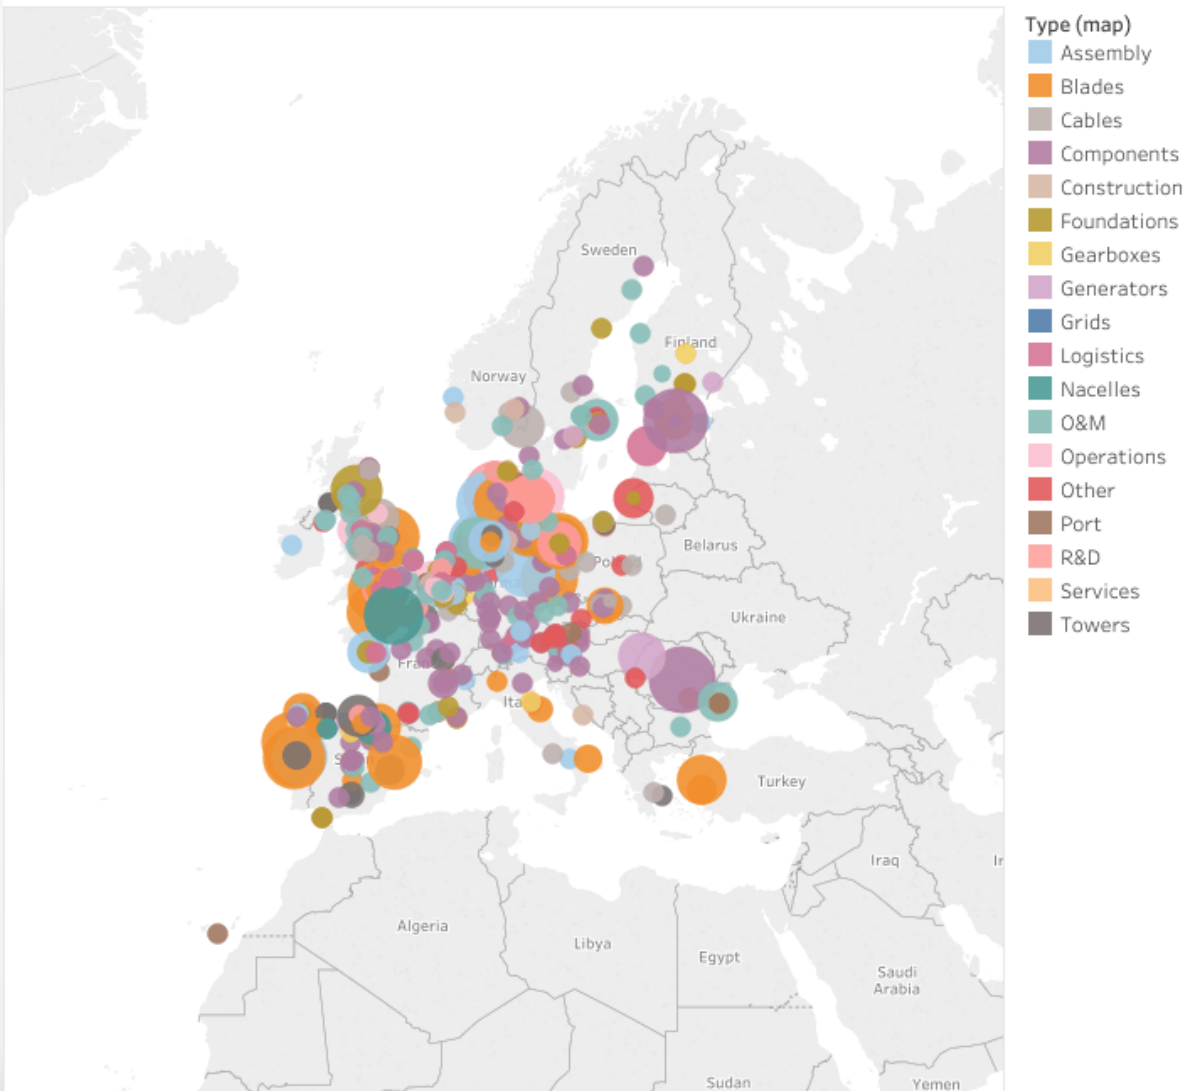 Type (map)
Assembly
Blades
Cables
Components
Construction
Foundations
Gearboxes
Generators
Grids
Logistics
Nacelles
O&M
Operations
Other
Port
R&D
Services
Towers
Sweden
Finland
Norway
Belarus
Ukraine
Turkey
Iraq
Algeria
Libya
Egypt
Saudi
Arabia
Sudan
Yemen